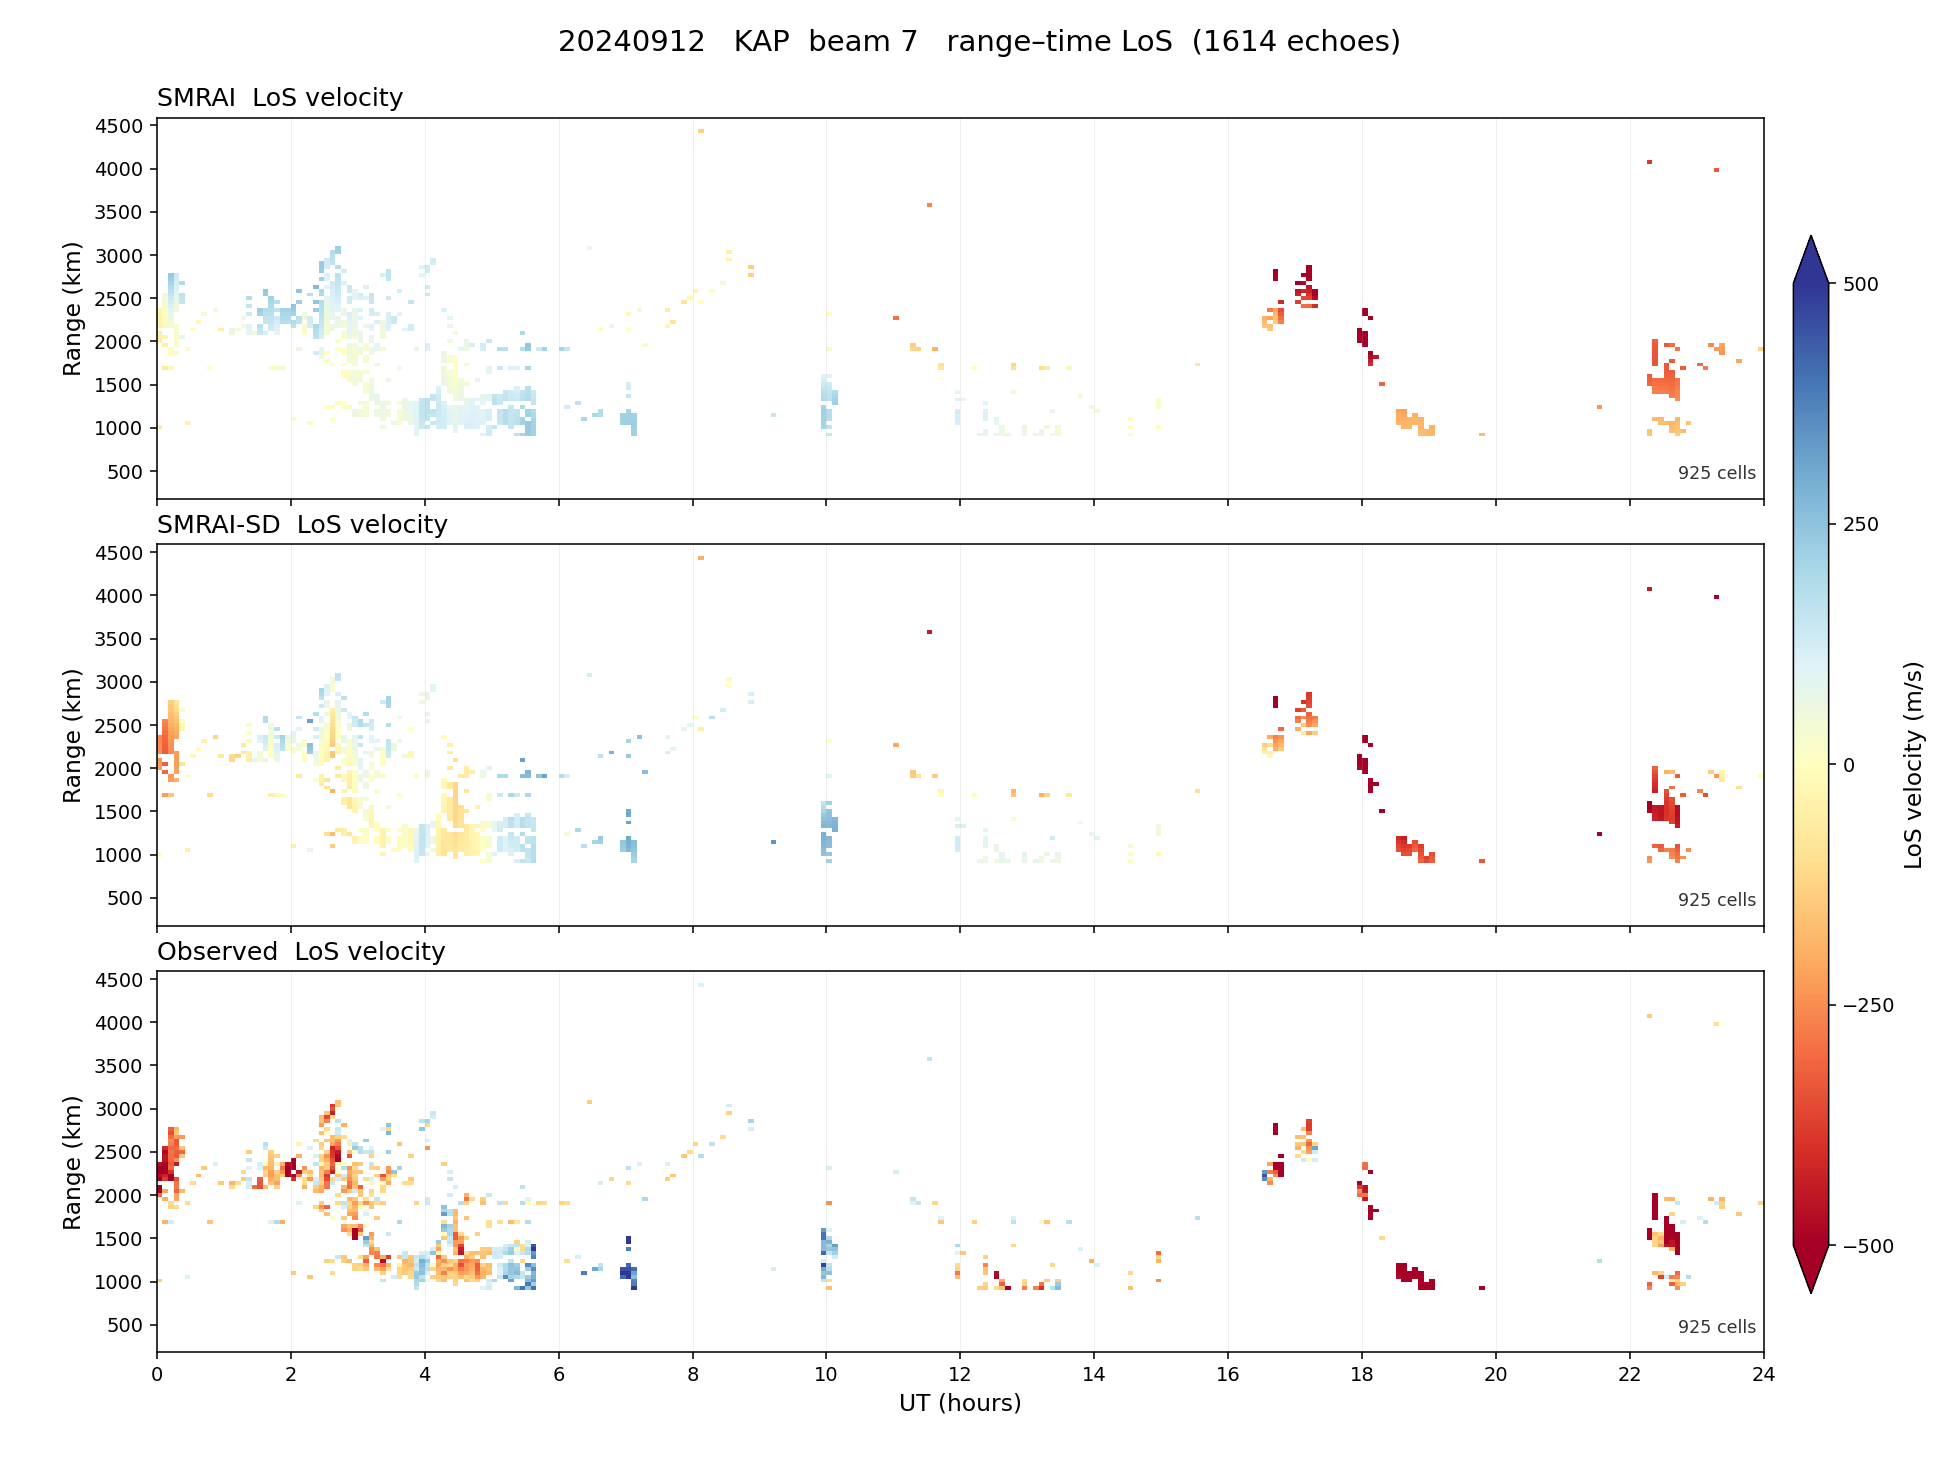 20240912   KAP  beam 7   range–time LoS  (1614 echoes)
SMRAI  LoS velocity
4500
4000
3500
3000
2500
2000
1500
1000
500
Range (km)
925 cells
SMRAI-SD  LoS velocity
4500
4000
3500
3000
2500
2000
1500
1000
500
Range (km)
925 cells
Observed  LoS velocity
4500
4000
3500
3000
2500
2000
1500
1000
500
Range (km)
925 cells
0 2 4 6 8 10 12 14 16 18 20 22 24
UT (hours)
500
250
0
−250
−500
LoS velocity (m/s)